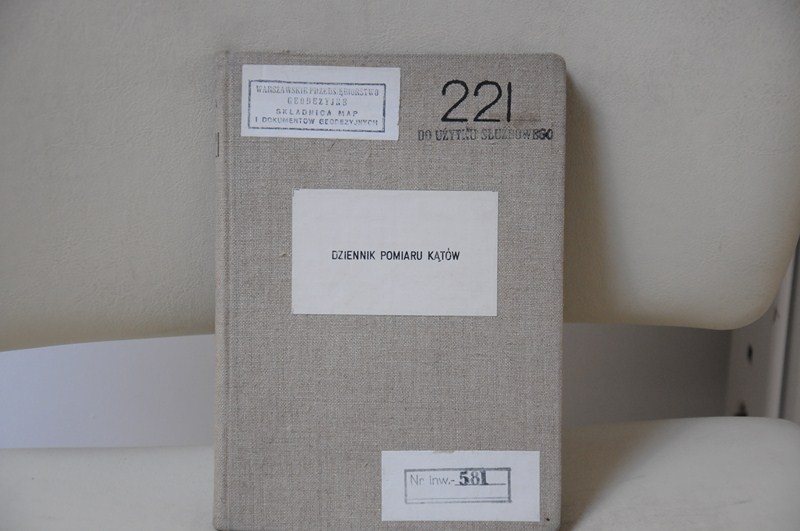 WARSZAWSKIE PRZEDSIĘBIORSTWO
GEODEZYJNE
SKŁADNICA MAP
I DOKUMENTÓW GEODEZYJNYCH
221
DO UŻYTKU SŁUŻBOWEGO
DZIENNIK POMIARU KĄTÓW
Nr inw.- 581